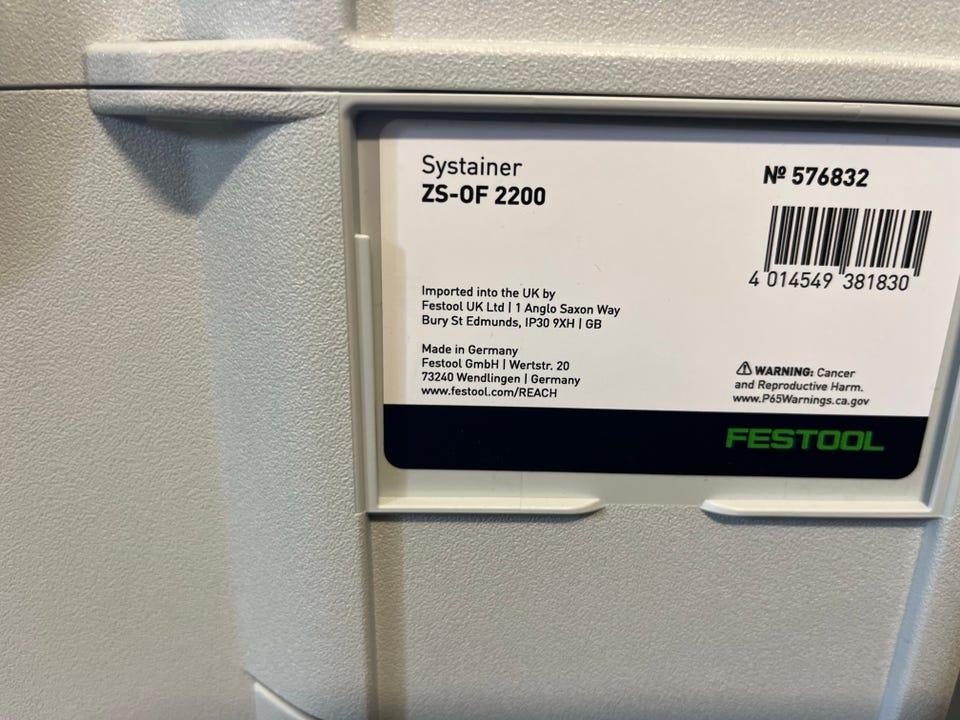 Systainer
ZS-OF 2200
№ 576832
4 014549 381830
Imported into the UK by
Festool UK Ltd | 1 Anglo Saxon Way
Bury St Edmunds, IP30 9XH | GB
Made in Germany
Festool GmbH | Wertstr. 20
73240 Wendlingen | Germany
www.festool.com/REACH
WARNING: Cancer
and Reproductive Harm.
www.P65Warnings.ca.gov
FESTOOL